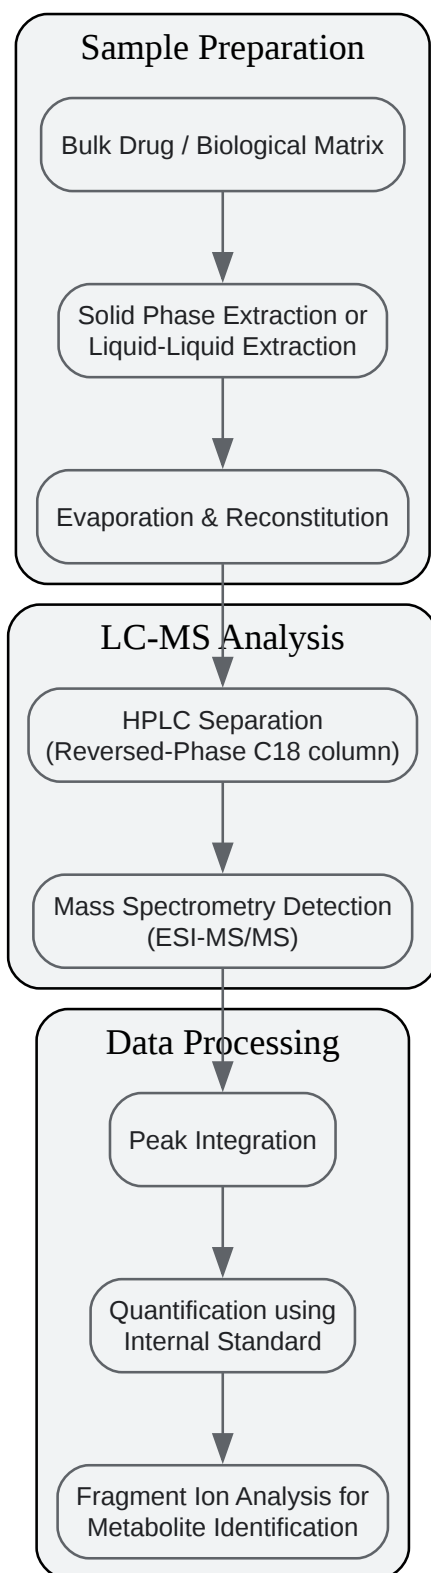 Sample Preparation
Bulk Drug / Biological Matrix
Solid Phase Extraction or
Liquid-Liquid Extraction
Evaporation & Reconstitution
LC-MS Analysis
HPLC Separation
(Reversed-Phase C18 column)
Mass Spectrometry Detection
(ESI-MS/MS)
Data Processing
Peak Integration
Quantification using
Internal Standard
Fragment Ion Analysis for
Metabolite Identification